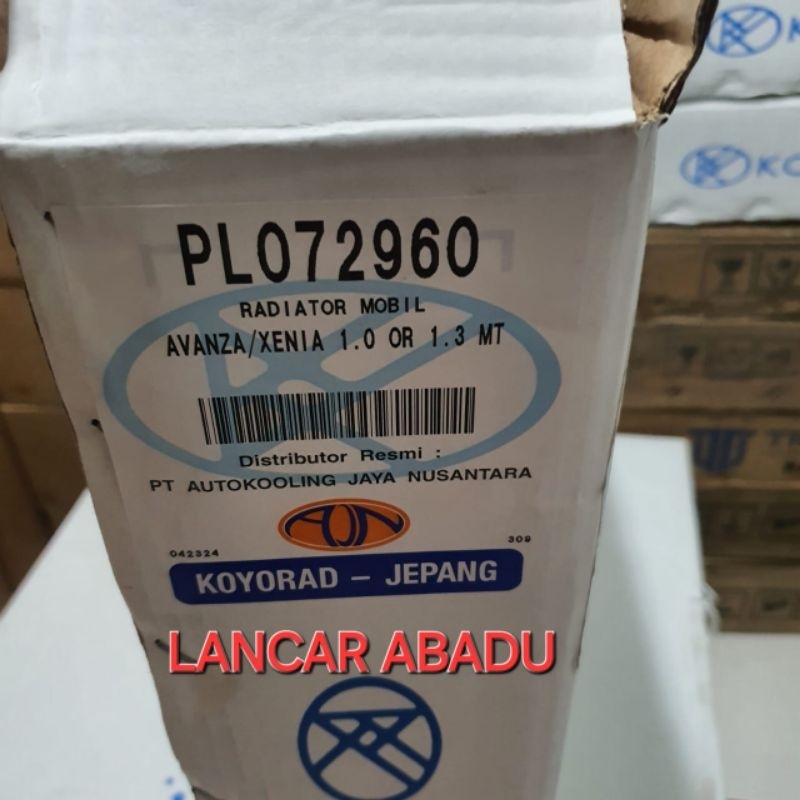 PL072960
RADIATOR MOBIL
AVANZA/XENIA 1.0 OR 1.3 MT
Distributor Resmi :
PT AUTOKOOLING JAYA NUSANTARA
AJN
042324
309
KOYORAD – JEPANG
LANCAR ABADU